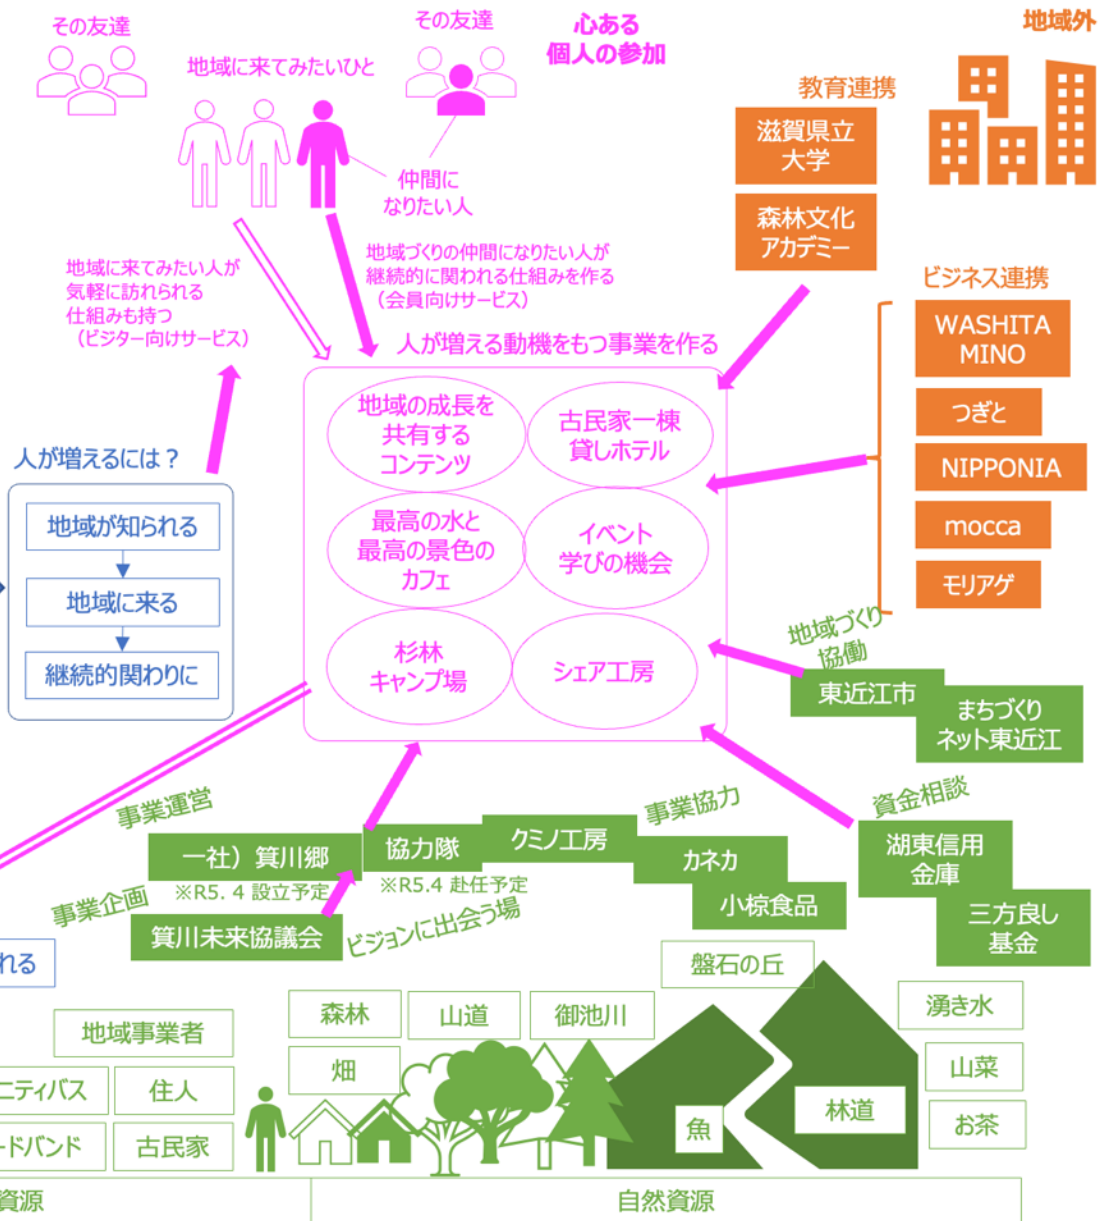 その友達
その友達
心ある
個人の参加
地域外
地域に来てみたいひと
教育連携
滋賀県立
大学
仲間に
なりたい人
森林文化
アカデミー
地域に来てみたい人が
気軽に訪れられる
仕組みも持つ
（ビジター向けサービス）
地域づくりの仲間になりたい人が
継続的に関われる仕組みを作る
（会員向けサービス）
ビジネス連携
WASHITA
MINO
つぎと
NIPPONIA
mocca
モリアゲ
人が増える動機をもつ事業を作る
地域の成長を
共有する
コンテンツ
古民家一棟
貸しホテル
最高の水と
最高の景色の
カフェ
イベント
学びの機会
杉林
キャンプ場
シェア工房
人が増えるには？
地域が知られる
地域に来る
継続的関わりに
地域づくり
協働
東近江市
まちづくり
ネット東近江
事業運営
一社）箕川郷
※R5. 4 設立予定
協力隊
※R5.4 赴任予定
クミノ工房
事業協力
カネカ
小椋食品
資金相談
湖東信用
金庫
三方良し
基金
事業企画
箕川未来協議会
ビジョンに出会う場
れる
地域事業者
ニティバス
住人
ードバンド
古民家
森林
山道
御池川
盤石の丘
湧き水
畑
山菜
魚
林道
お茶
資源
自然資源